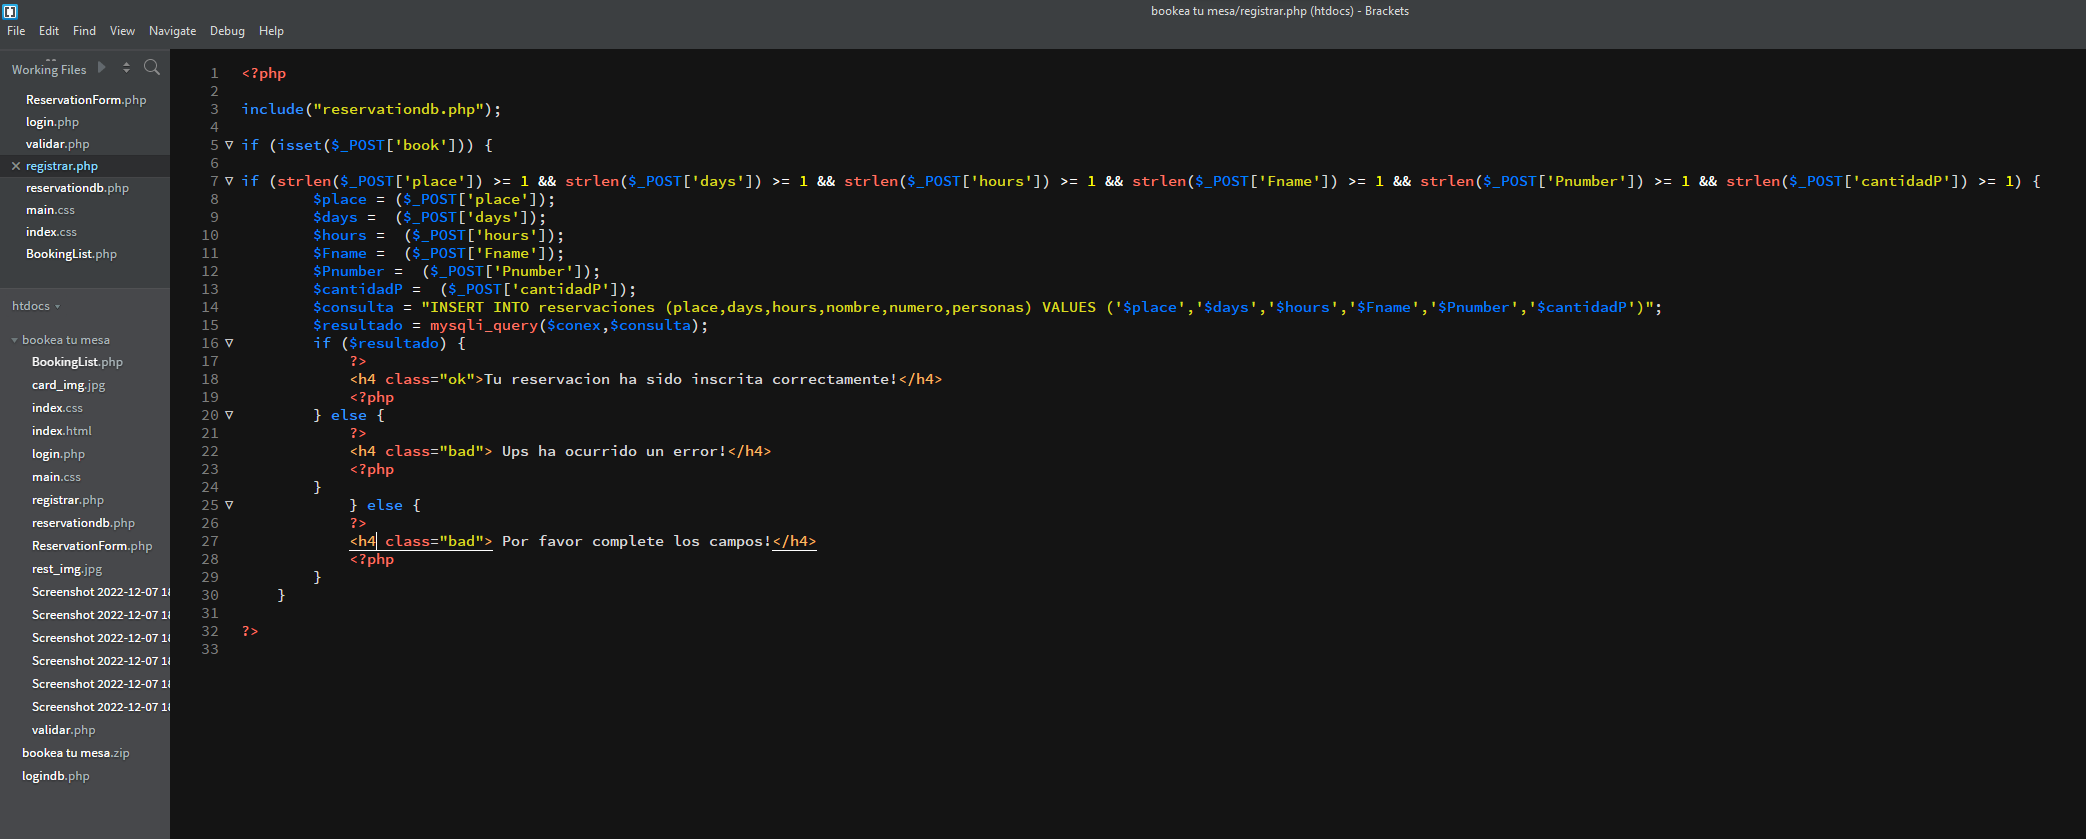 bookea tu mesa/registrar.php (htdocs) - Brackets
File Edit Find View Navigate Debug Help
Working Files
ReservationForm.php
login.php
validar.php
registrar.php
reservationdb.php
main.css
index.css
BookingList.php
htdocs
bookea tu mesa
BookingList.php
card_img.jpg
index.css
index.html
login.php
main.css
registrar.php
reservationdb.php
ReservationForm.php
rest_img.jpg
Screenshot 2022-12-07 18
Screenshot 2022-12-07 18
Screenshot 2022-12-07 18
Screenshot 2022-12-07 18
Screenshot 2022-12-07 18
Screenshot 2022-12-07 18
validar.php
bookea tu mesa.zip
logindb.php
1 <?php
2
3 include("reservationdb.php");
4
5 if (isset($_POST['book'])) {
6
7 if (strlen($_POST['place']) >= 1 && strlen($_POST['days']) >= 1 && strlen($_POST['hours']) >= 1 && strlen($_POST['Fname']) >= 1 && strlen($_POST['Pnumber']) >= 1 && strlen($_POST['cantidadP']) >= 1) {
8 $place = ($_POST['place']);
9 $days =  ($_POST['days']);
10 $hours =  ($_POST['hours']);
11 $Fname =  ($_POST['Fname']);
12 $Pnumber =  ($_POST['Pnumber']);
13 $cantidadP =  ($_POST['cantidadP']);
14 $consulta = "INSERT INTO reservaciones (place,days,hours,nombre,numero,personas) VALUES ('$place','$days','$hours','$Fname','$Pnumber','$cantidadP')";
15 $resultado = mysqli_query($conex,$consulta);
16 if ($resultado) {
17 ?>
18 <h4 class="ok">Tu reservacion ha sido inscrita correctamente!</h4>
19 <?php
20 } else {
21 ?>
22 <h4 class="bad"> Ups ha ocurrido un error!</h4>
23 <?php
24 }
25 } else {
26 ?>
27 <h4 class="bad"> Por favor complete los campos!</h4>
28 <?php
29 }
30 }
31
32 ?>
33